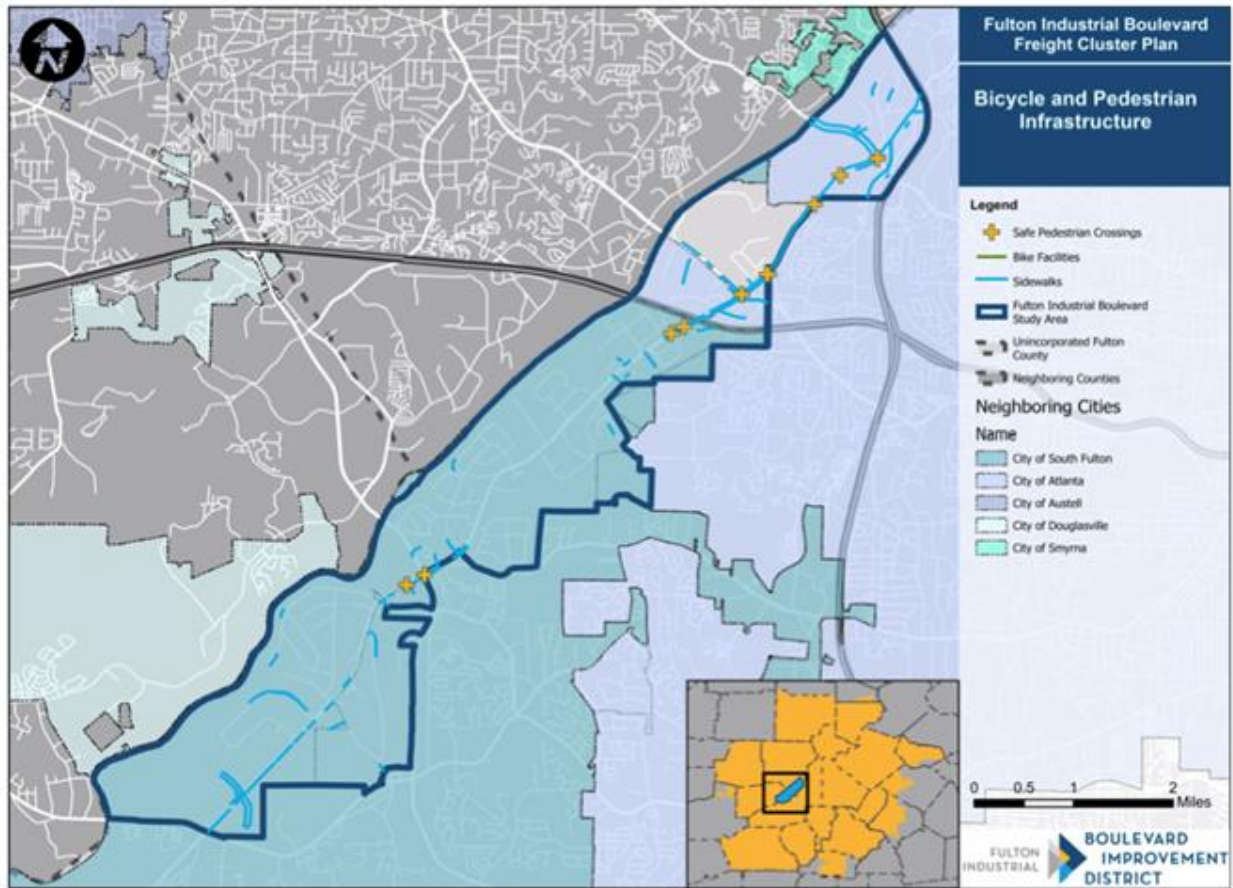 N
Fulton Industrial Boulevard
Freight Cluster Plan
Bicycle and Pedestrian
Infrastructure
Legend
Safe Pedestrian Crossings
Bike Facilities
Sidewalks
Fulton Industrial Boulevard
Study Area
Unincorporated Fulton
County
Neighboring Counties
Neighboring Cities
Name
City of South Fulton
City of Atlanta
City of Austell
City of Douglasville
City of Smyrna
0 0.5 1 2
Miles
FULTON
INDUSTRIAL
BOULEVARD
IMPROVEMENT
DISTRICT